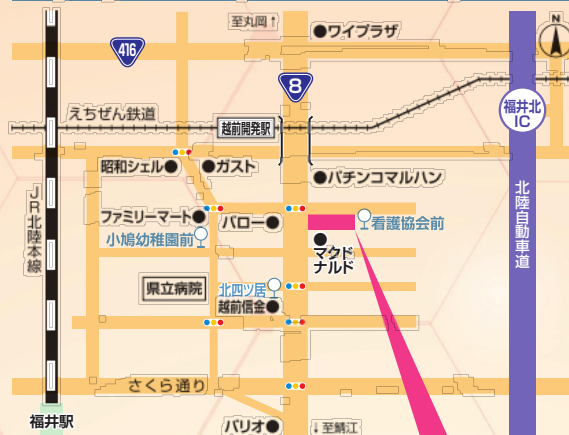 至丸岡↑
ワイプラザ
N
416
8
福井北
IC
えちぜん鉄道
越前開発駅
昭和シェル
ガスト
パチンコマルハン
JR北陸本線
北陸自動車道
ファミリーマート
バロー
看護協会前
小鳩幼稚園前
マクド
ナルド
県立病院
北四ツ居
越前信金
さくら通り
福井駅
パリオ
↓至鯖江